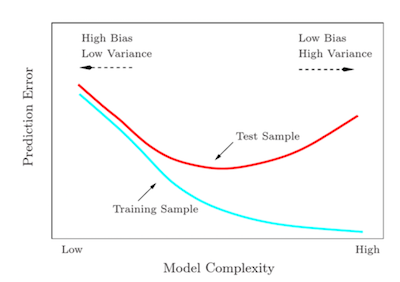 High Bias
Low Variance
Low Bias
High Variance
Prediction Error
Test Sample
Training Sample
Low
High
Model Complexity